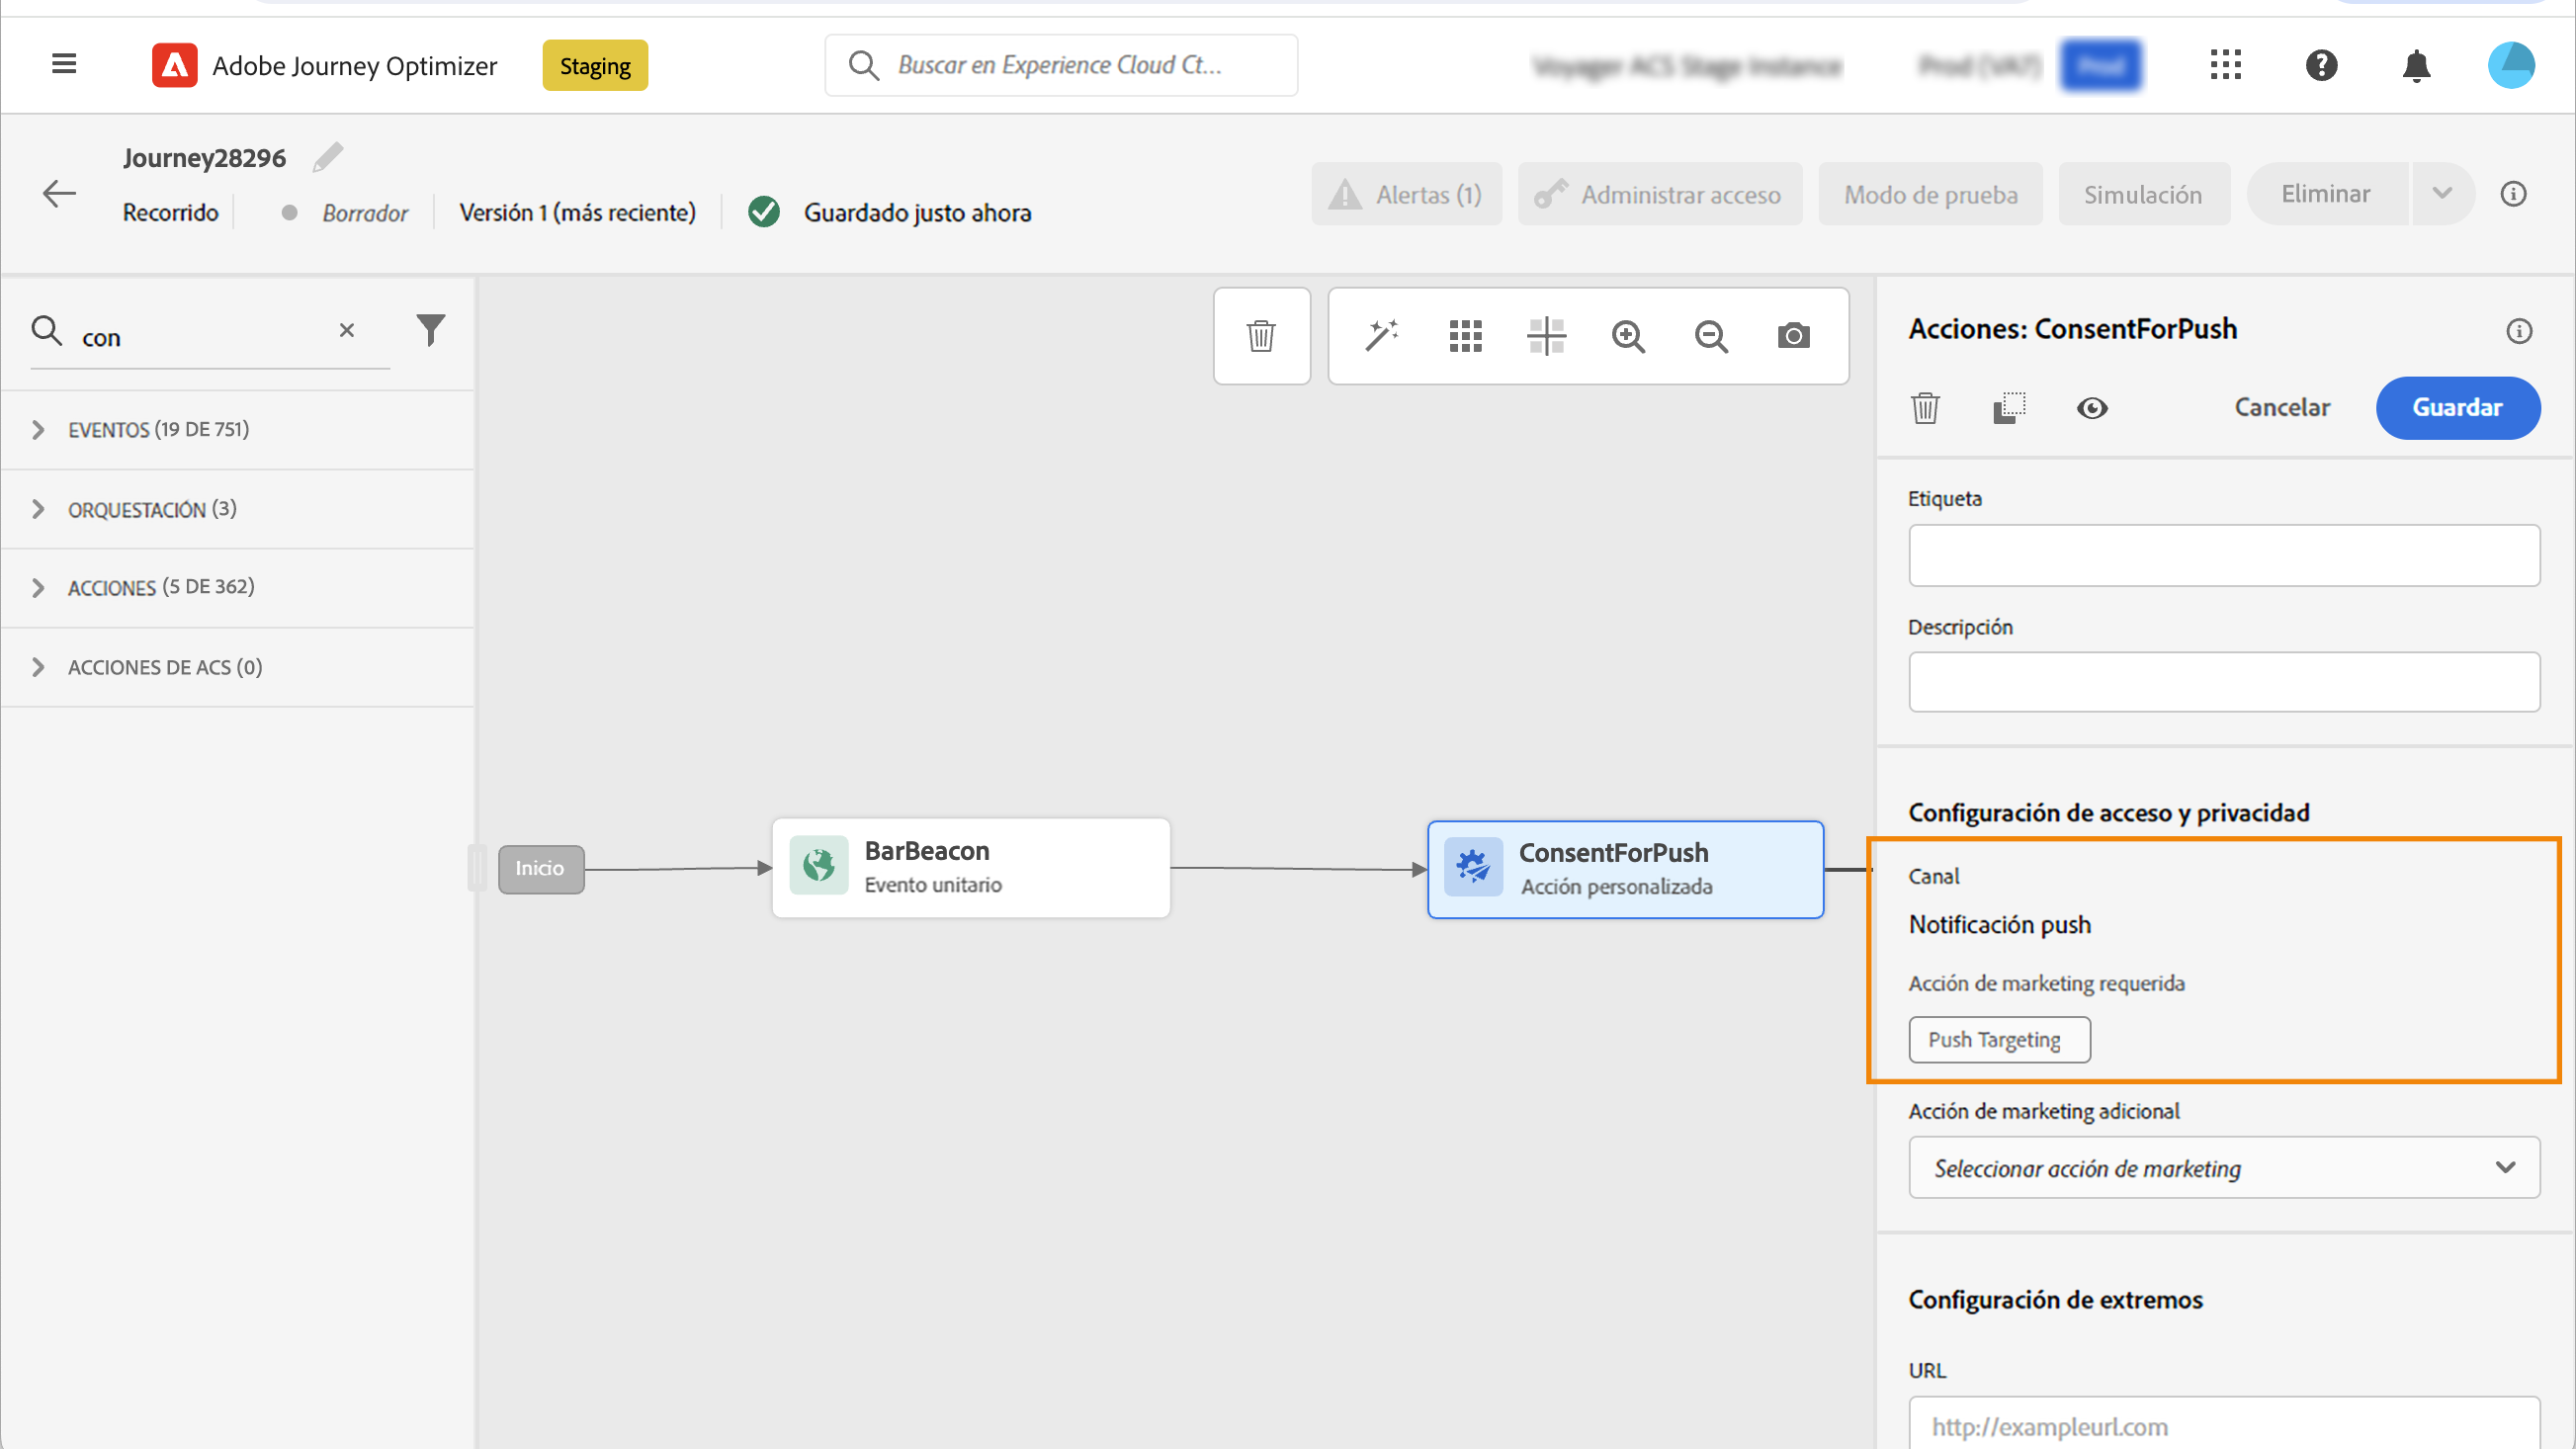 Adobe Journey Optimizer
Staging
Buscar en Experience Cloud Ct...
Journey28296
Recorrido
Borrador
Versión 1 (más reciente)
Guardado justo ahora
Alertas (1)
Administrar acceso
Modo de prueba
Simulación
Eliminar
con
EVENTOS (19 DE 751)
ORQUESTACIÓN (3)
ACCIONES (5 DE 362)
ACCIONES DE ACS (0)
Inicio
BarBeacon
Evento unitario
ConsentForPush
Acción personalizada
Acciones: ConsentForPush
Cancelar
Guardar
Etiqueta
Descripción
Configuración de acceso y privacidad
Canal
Notificación push
Acción de marketing requerida
Push Targeting
Acción de marketing adicional
Seleccionar acción de marketing
Configuración de extremos
URL
http://exampleurl.com